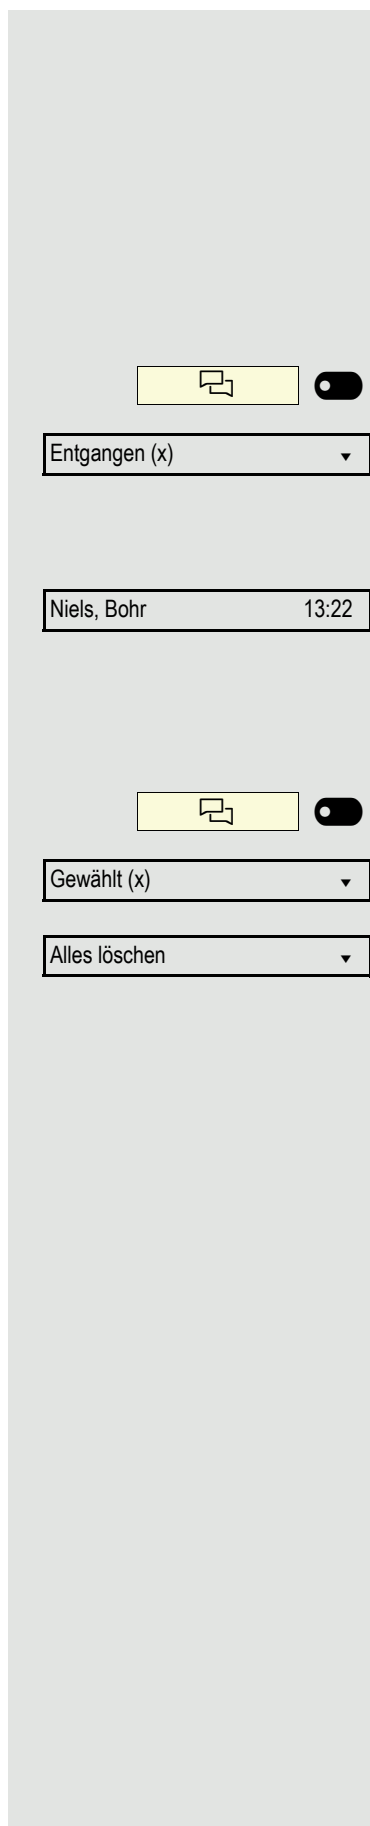 Entgangen (x)
Niels, Bohr 13:22
Gewählt (x)
Alles löschen